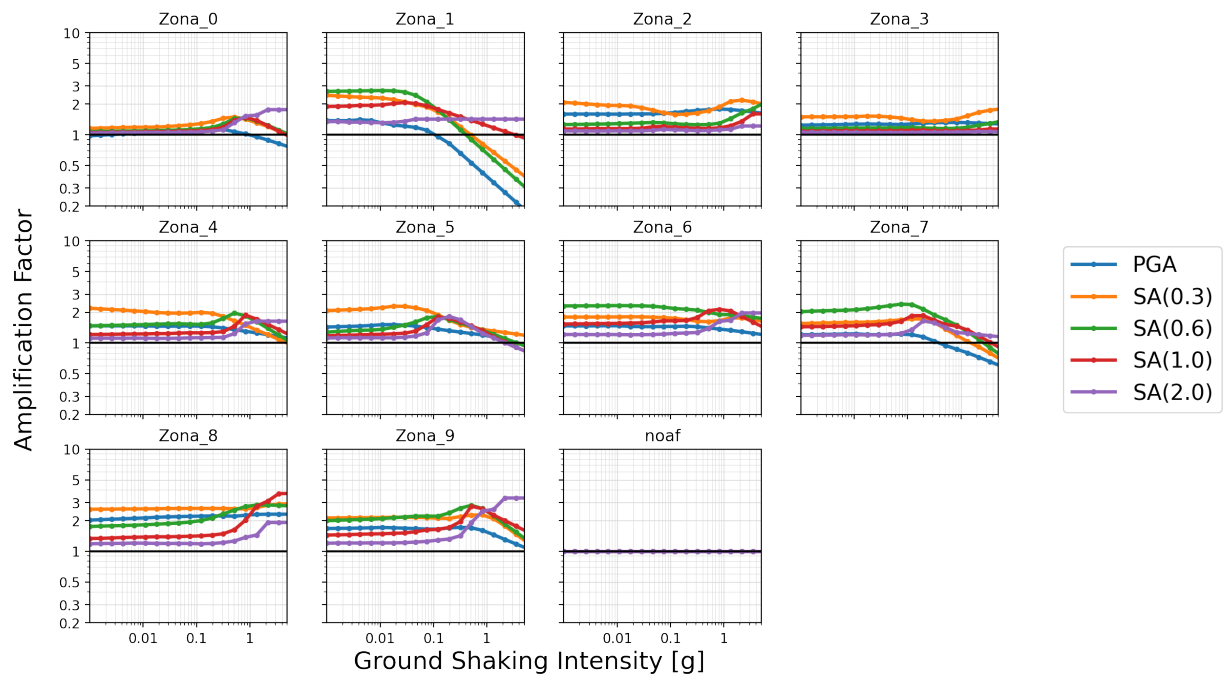 Zona_0
Zona_1
Zona_2
Zona_3
10
5
3
2
1
0.5
0.3
0.2
Zona_4
Zona_5
Zona_6
Zona_7
10
5
3
2
1
0.5
0.3
0.2
Zona_8
Zona_9
noaf
10
5
3
2
1
0.5
0.3
0.2
0.01
0.1
1
0.01
0.1
1
0.01
0.1
1
Amplification Factor
Ground Shaking Intensity [g]
PGA
SA(0.3)
SA(0.6)
SA(1.0)
SA(2.0)